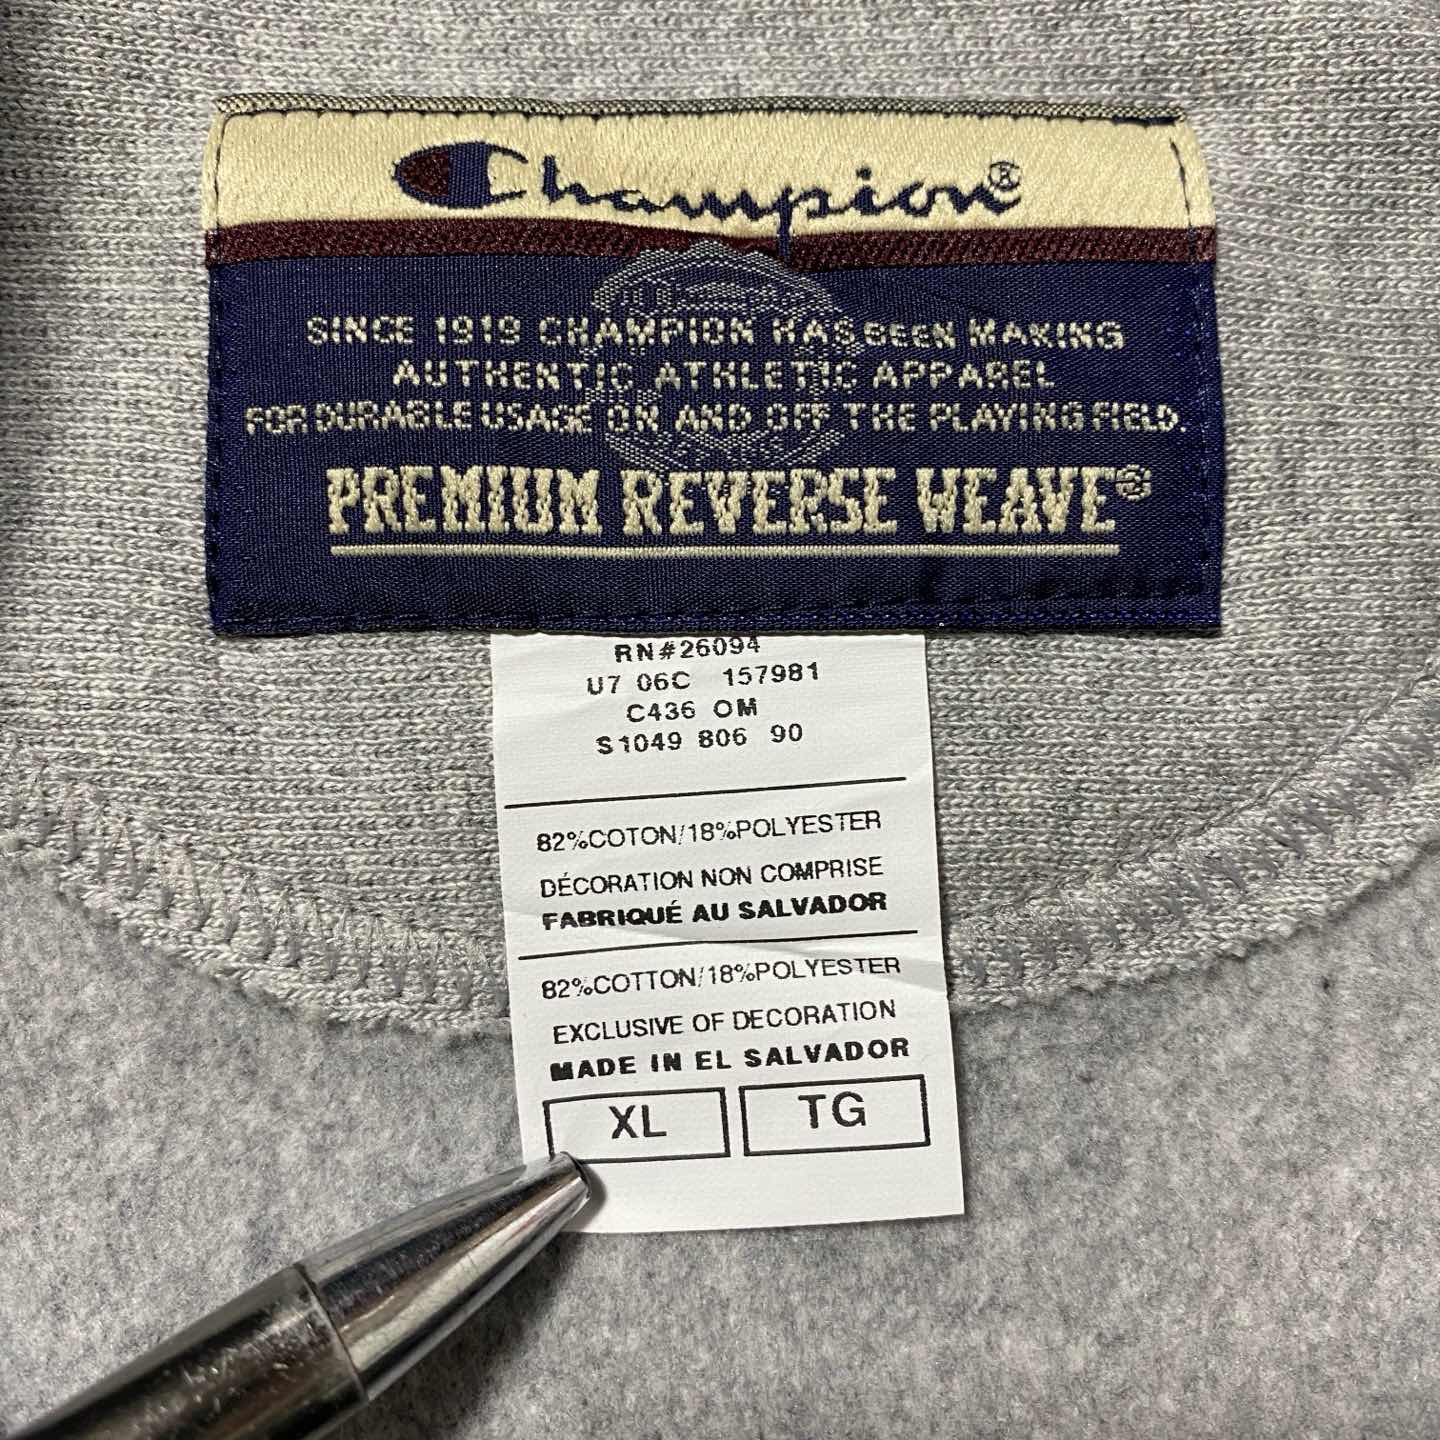 Champion®
SINCE 1919 CHAMPION HAS BEEN MAKING
AUTHENTIC ATHLETIC APPAREL
FOR DURABLE USAGE ON AND OFF THE PLAYING FIELD.
PREMIUM REVERSE WEAVE®
RN#26094
U7 06C 157981
C436 OM
S1049 806 90
82%COTON/18%POLYESTER
DÉCORATION NON COMPRISE
FABRIQUÉ AU SALVADOR
82%COTTON/18%POLYESTER
EXCLUSIVE OF DECORATION
MADE IN EL SALVADOR
XL TG